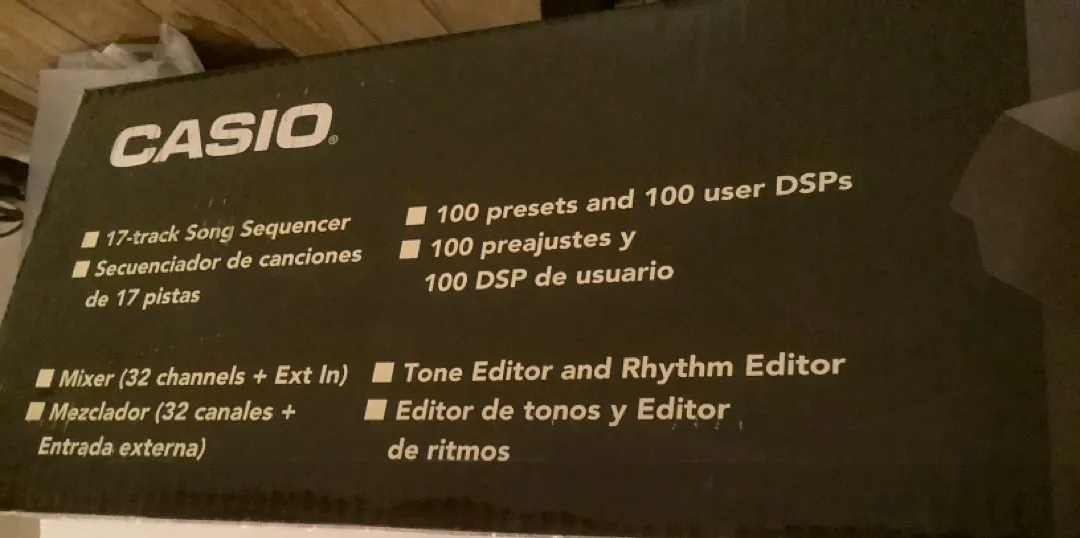 CASIO®
■ 17-track Song Sequencer
■ Secuenciador de canciones
de 17 pistas
■ 100 presets and 100 user DSPs
■ 100 preajustes y
100 DSP de usuario
■ Mixer (32 channels + Ext In)
■ Mezclador (32 canales +
Entrada externa)
■ Tone Editor and Rhythm Editor
■ Editor de tonos y Editor
de ritmos